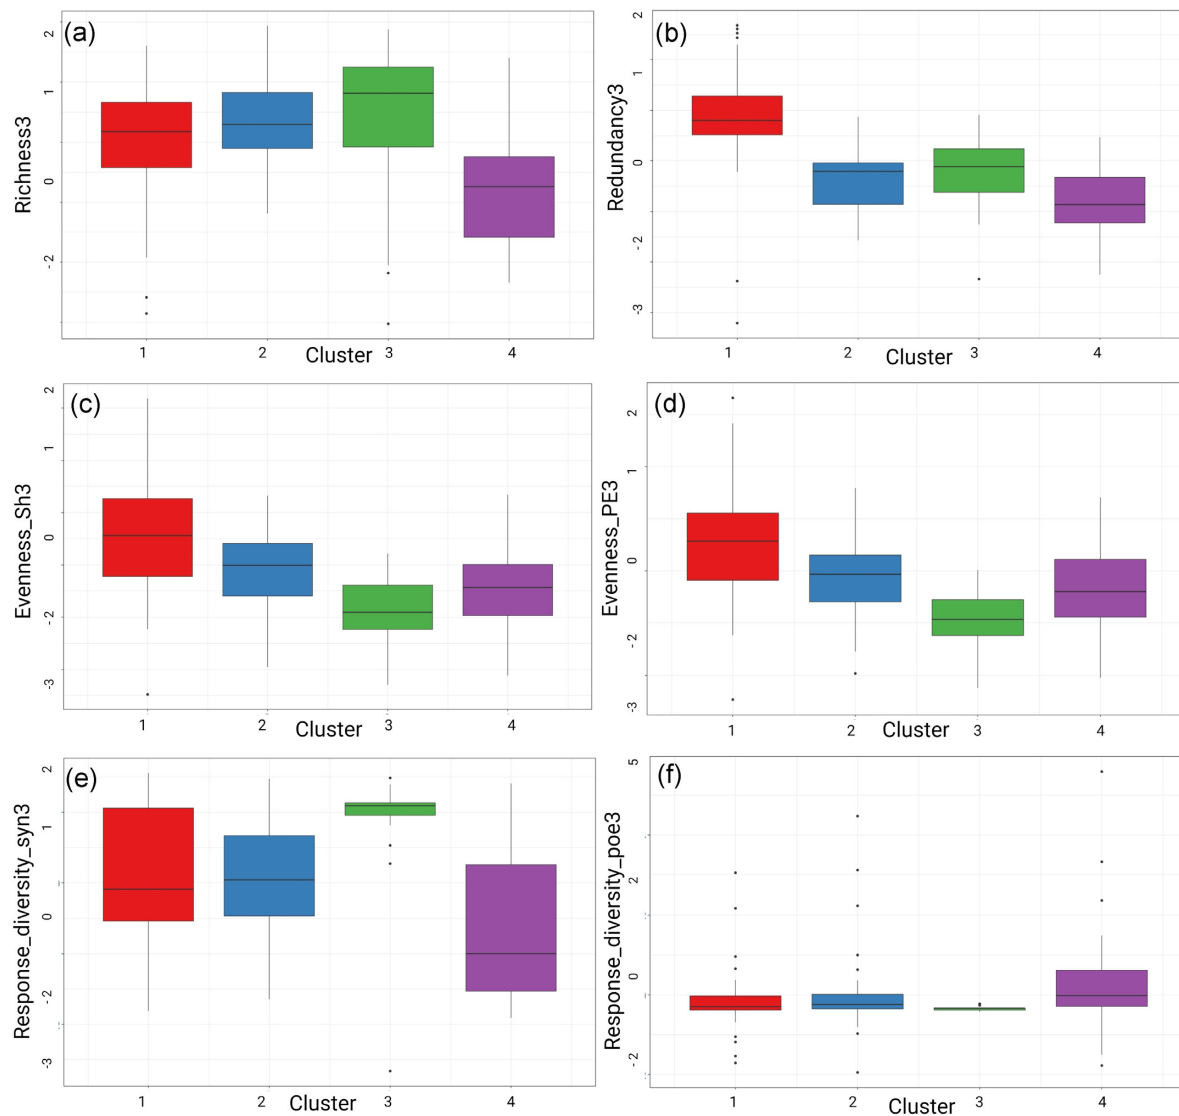 (a)
Richness3
2
1
0
- 2
1
2
Cluster
3
4
(b)
Redundancy3
2
1
0
- 2
-3
1
2
Cluster
3
4
(c)
Evenness_Sh3
2
1
0
- 2
-3
1
2
Cluster
3
4
(d)
Evenness_PE3
2
1
0
- 2
-3
1
2
Cluster
3
4
(e)
Response_diversity_syn3
2
1
0
- 2
-3
1
2
Cluster
3
4
(f)
Response_diversity_poe3
5
2
0
- 2
1
2
Cluster
3
4